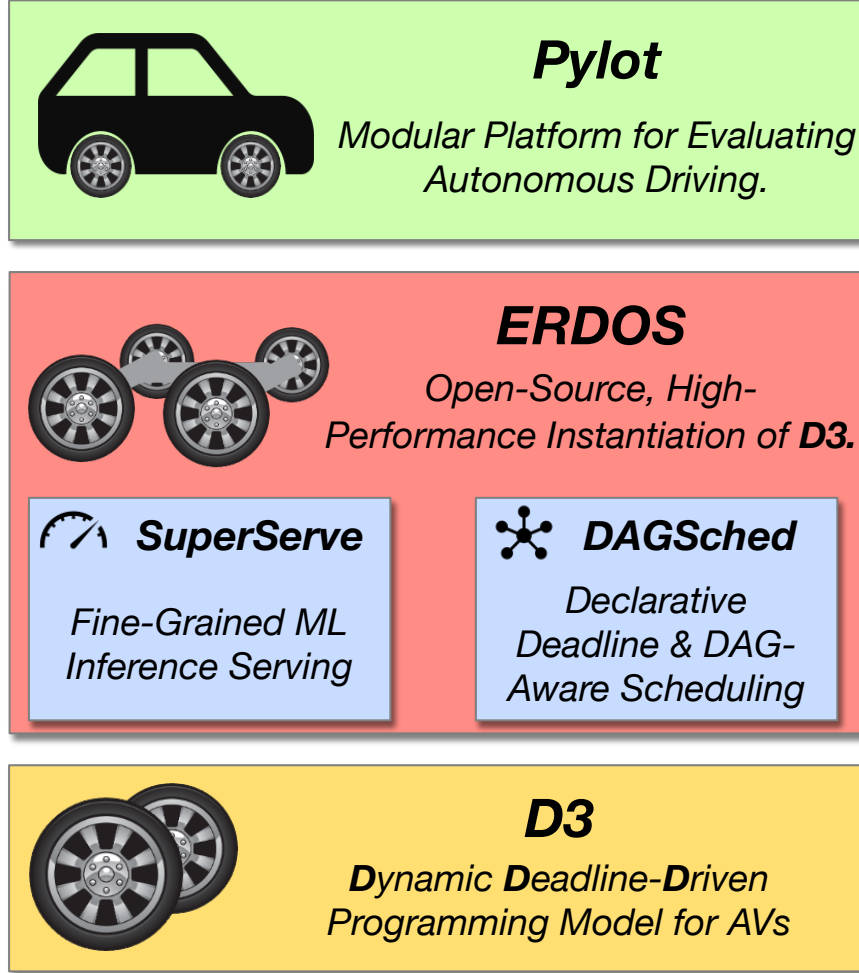 Pylot
Modular Platform for Evaluating
Autonomous Driving.
ERDOS
Open-Source, High-
Performance Instantiation of D3.
SuperServe
Fine-Grained ML
Inference Serving
DAGSched
Declarative
Deadline & DAG-
Aware Scheduling
D3
Dynamic Deadline-Driven
Programming Model for AVs